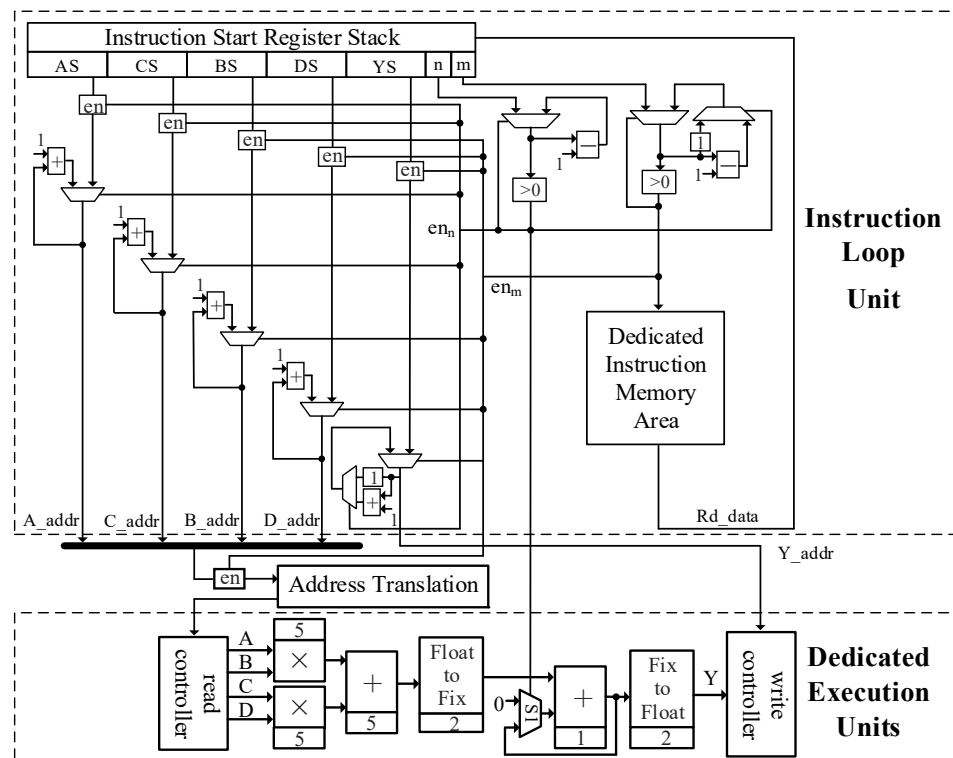 Instruction Start Register Stack
AS CS BS DS YS n m
en
en
en
en
en
1 +
1 +
1 +
1 +
1 −
1
1 −
>0
>0
en_n
en_m
Instruction
Loop
Unit
Dedicated
Instruction
Memory
Area
1
+
1
A_addr C_addr B_addr D_addr
Rd_data
Y_addr
en
Address Translation
read
controller
A
B
C
D
5
×
×
5
+
5
Float
to
Fix
2
0
S1
+
1
Fix
to
Float
2
Y
write
controller
Dedicated
Execution
Units